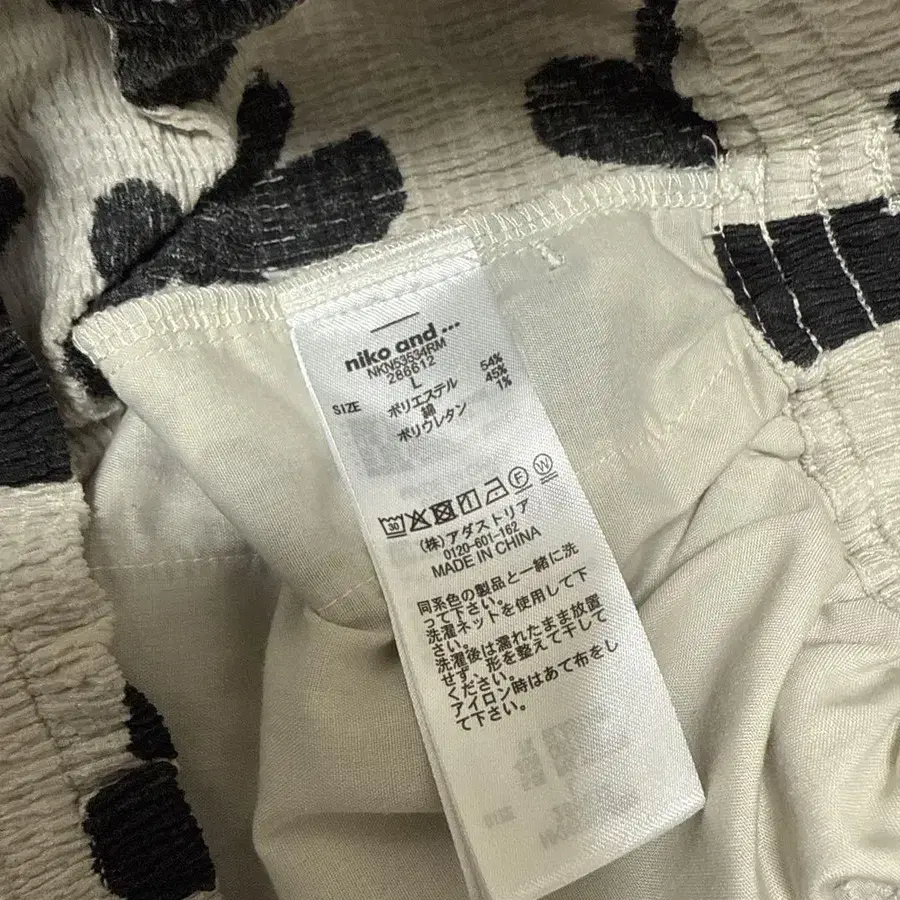 niko and ...
NKN53534RM
286612
SIZE L
ポリエステル 54%
綿 45%
ポリウレタン 1%
30 F W
(株)アダストリア
0120-601-162
MADE IN CHINA
同系色の製品と一緒に洗
って下さい。
洗濯ネットを使用して下
さい。
洗濯後は濡れたまま放置
せず、形を整えて干して
ください。
アイロン時はあて布をし
て下さい。